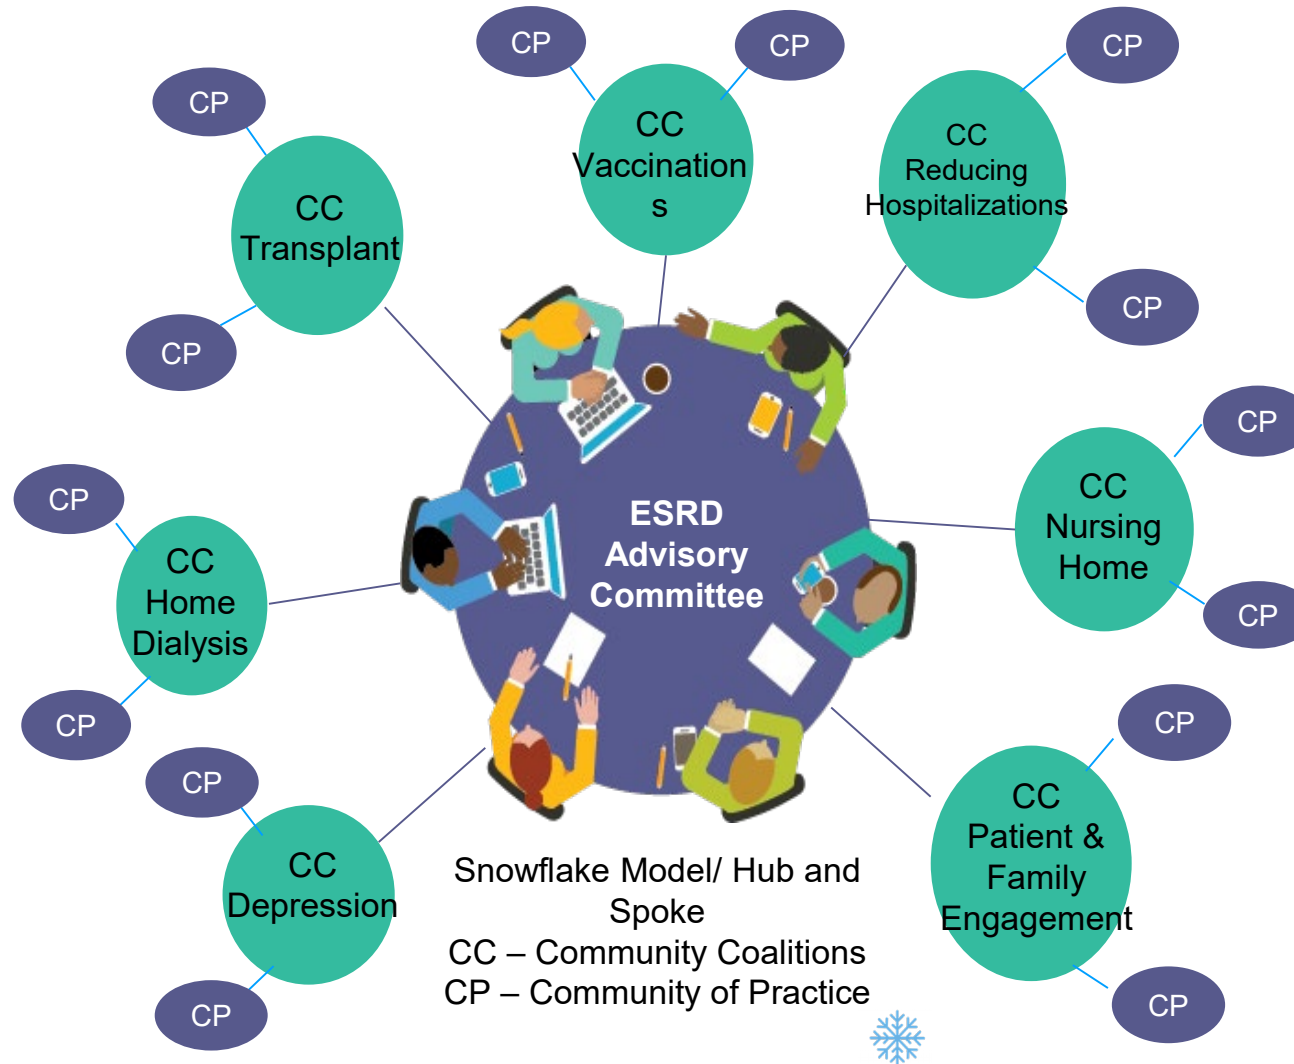 CP
CP
CP
CP
CC
Vaccination
s
CC
Reducing
Hospitalizations
CC
Transplant
CP
CP
CP
CC
Nursing
Home
CP
ESRD
Advisory
Committee
CP
CC
Home
Dialysis
CP
CP
CC
Depression
CP
CP
CC
Patient &
Family
Engagement
CP
Snowflake Model/ Hub and
Spoke
CC – Community Coalitions
CP – Community of Practice